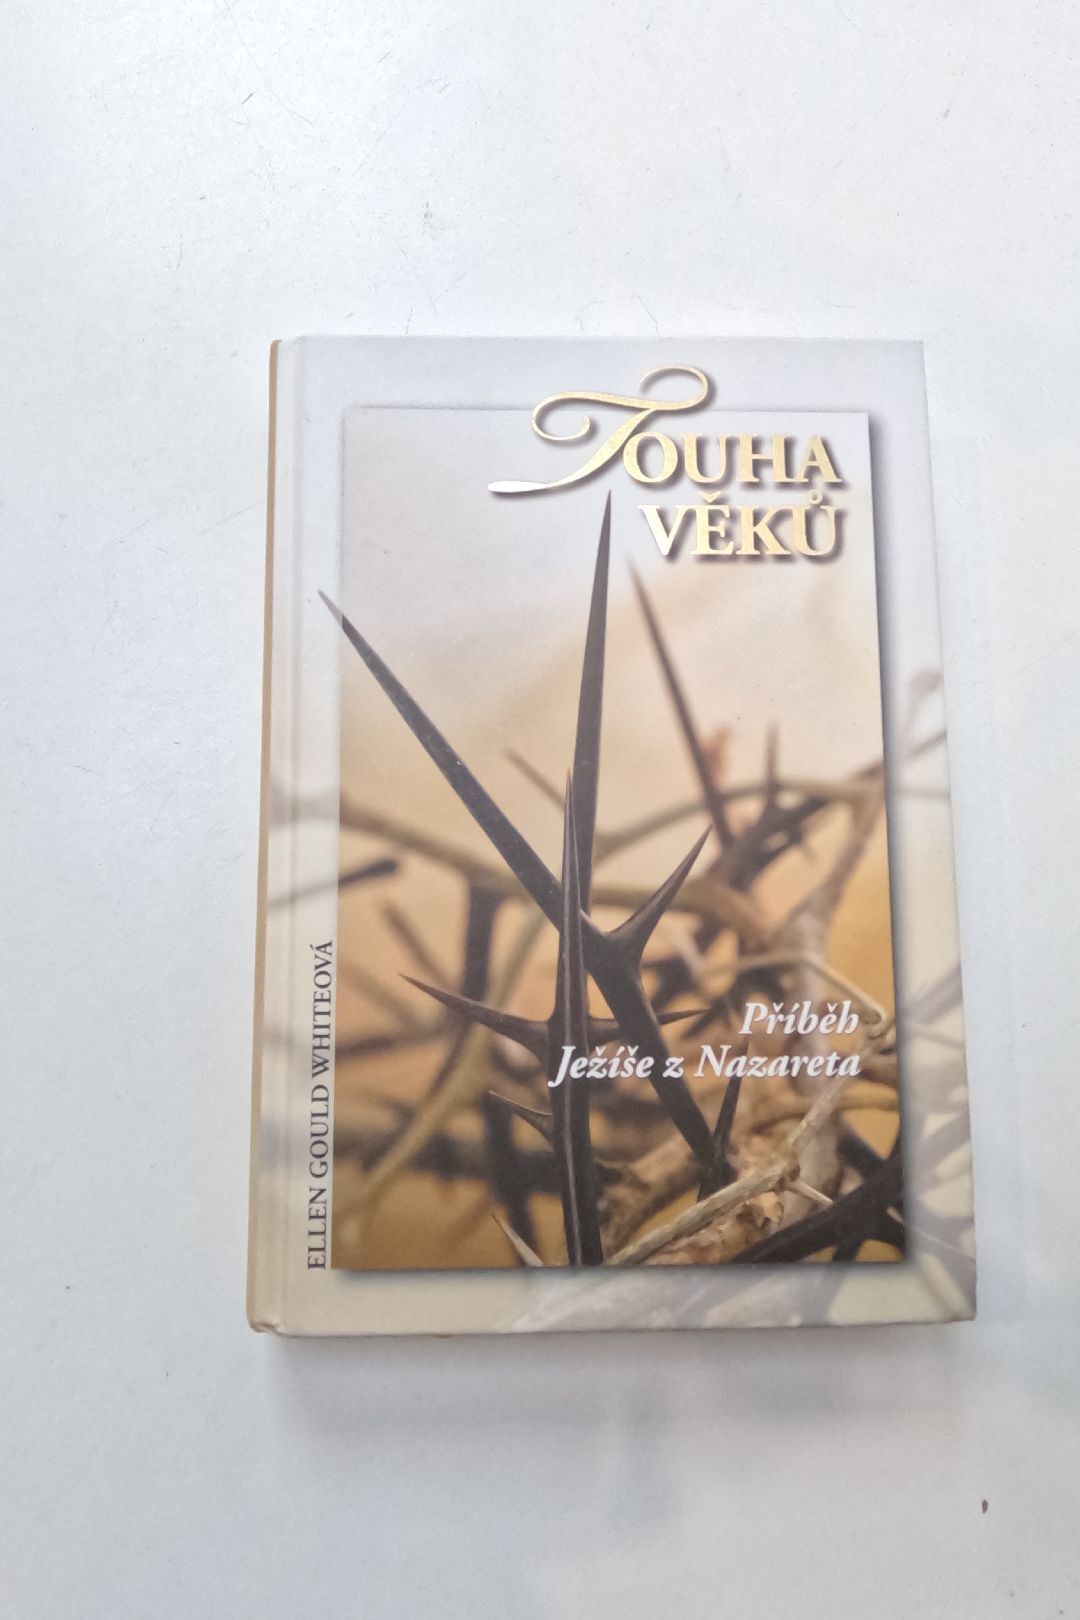 TOUHA
VĚKŮ
Příběh
Ježíše z Nazareta
ELLEN GOULD WHITEOVÁ